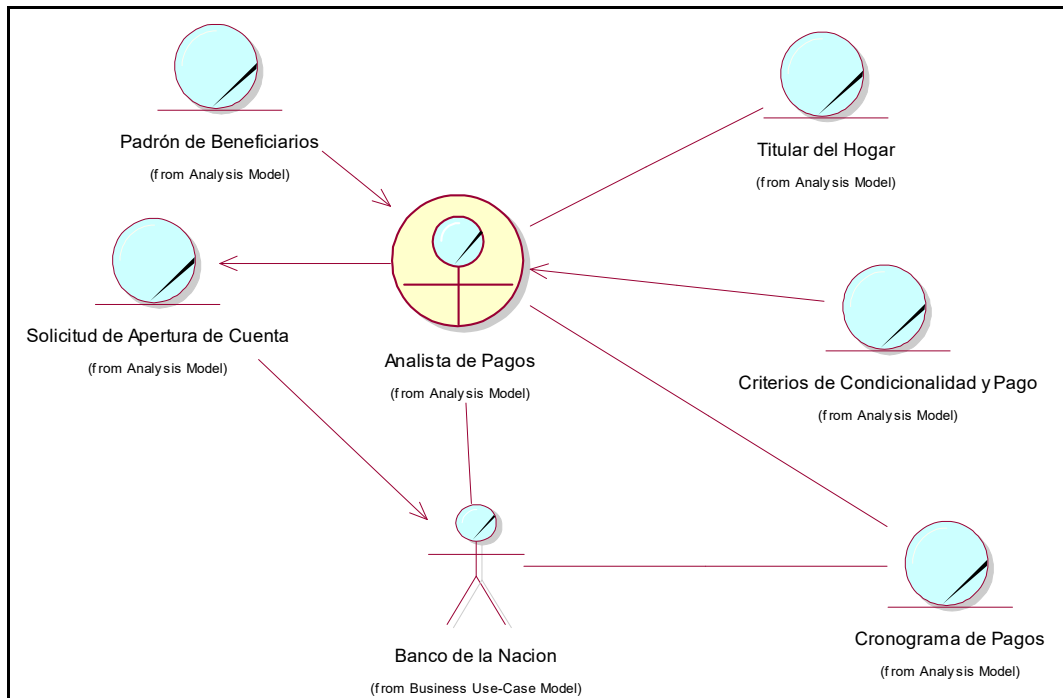 Padrón de Beneficiarios
(from Analysis Model)
Titular del Hogar
(from Analysis Model)
Solicitud de Apertura de Cuenta
(from Analysis Model)
Analista de Pagos
(from Analysis Model)
Criterios de Condicionalidad y Pago
(from Analysis Model)
Banco de la Nacion
(from Business Use-Case Model)
Cronograma de Pagos
(from Analysis Model)